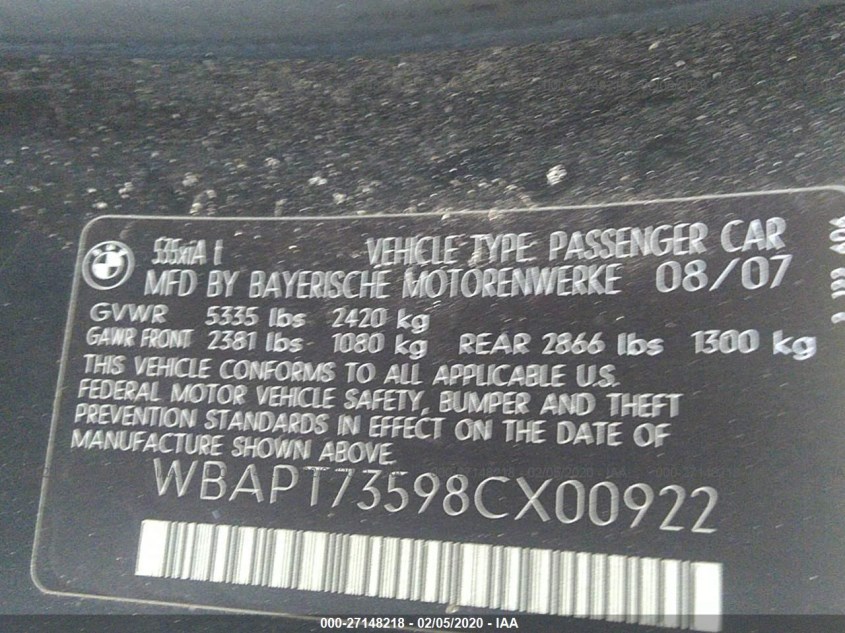 535xiA t VEHICLE TYPE PASSENGER CAR
MFD BY BAYERISCHE MOTORENWERKE 08/07
GVWR 5335 lbs 2420 kg
GAWR FRONT 2381 lbs 1080 kg REAR 2866 lbs 1300 kg
THIS VEHICLE CONFORMS TO ALL APPLICABLE U.S.
FEDERAL MOTOR VEHICLE SAFETY, BUMPER AND THEFT
PREVENTION STANDARDS IN EFFECT ON THE DATE OF
MANUFACTURE SHOWN ABOVE.
WBAPT73598CX00922
000-27148218 - 02/05/2020 - IAA